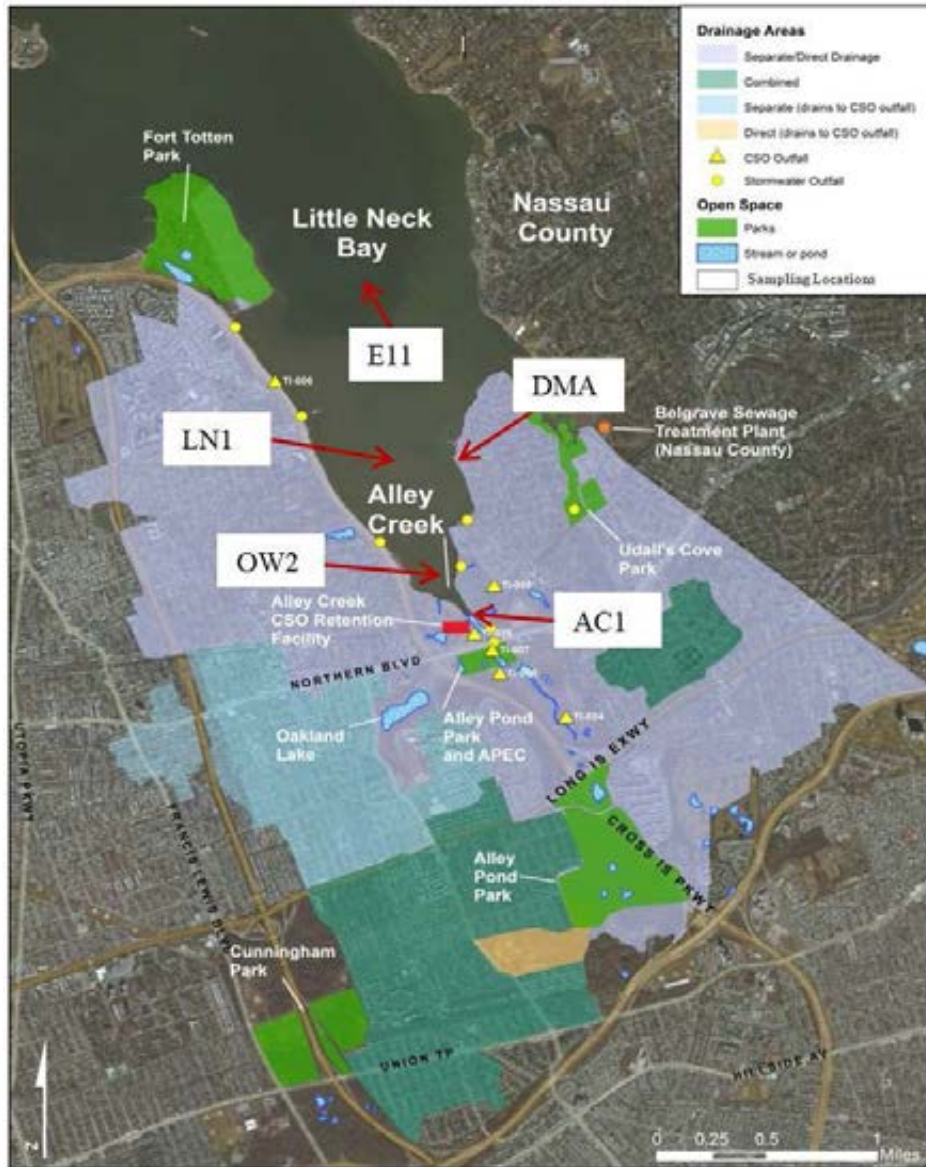 Drainage Areas
Separate/Direct Drainage
Combined
Separate (drains to CSO outfall)
Direct (drains to CSO outfall)
CSO Outfall
Stormwater Outfall
Open Space
Parks
Stream or pond
Sampling Locations
Fort Totten
Park
Little Neck
Bay
Nassau
County
E11
TI-006
DMA
LN1
Belgrave Sewage
Treatment Plant
(Nassau County)
Alley
Creek
OW2
Udall's Cove
Park
Alley Creek
CSO Retention
Facility
AC1
TI-007
NORTHERN BLVD
Oakland
Lake
Alley Pond
Park
and APEC
LONG IS EXWY
UTOPIA PKWY
FRANCIS LEWIS BLVD
CROSS IS PKWY
Alley
Pond
Park
Cunningham
Park
UNION TP
HILLSIDE AV
N
0 0.25 0.5 1
Miles